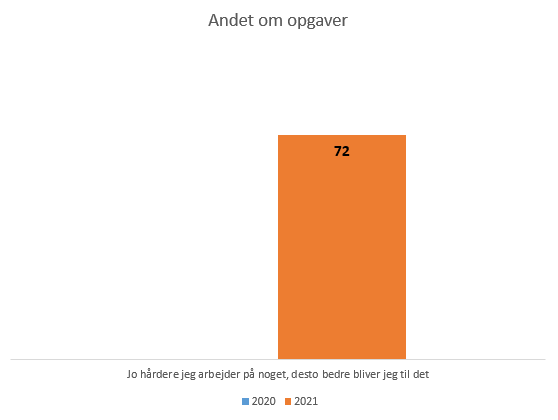 Andet om opgaver
72
Jo hårdere jeg arbejder på noget, desto bedre bliver jeg til det
2020 2021